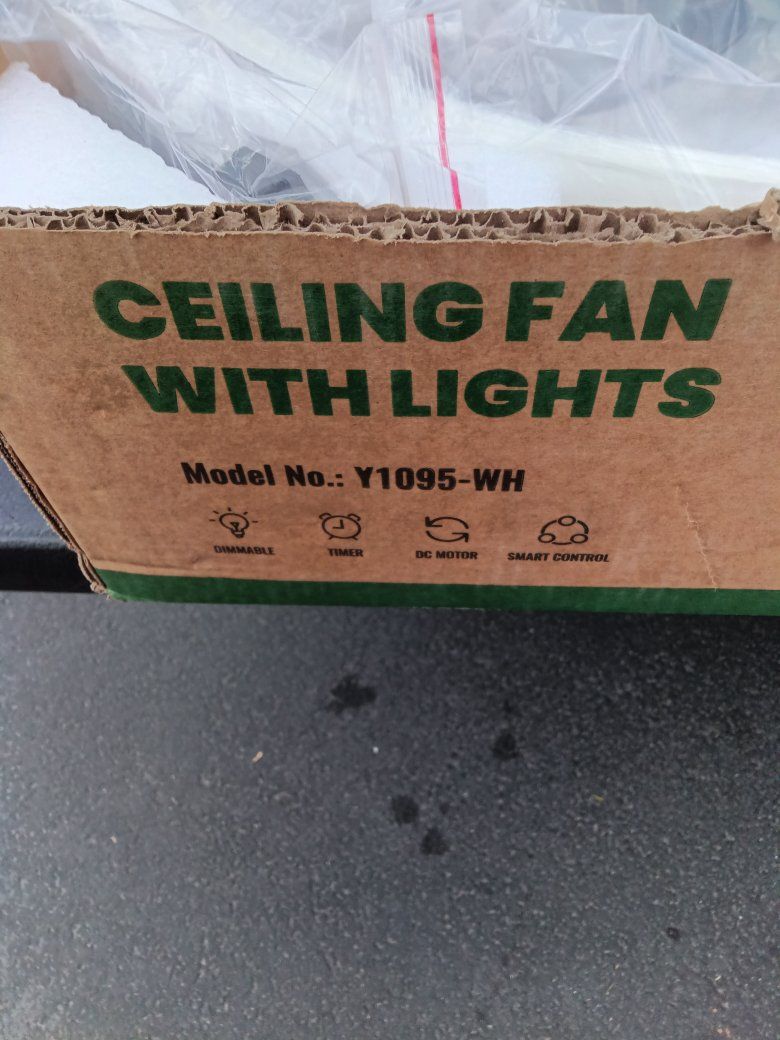 CEILING FAN
WITH LIGHTS
Model No.: Y1095-WH
DIMMABLE TIMER DC MOTOR SMART CONTROL